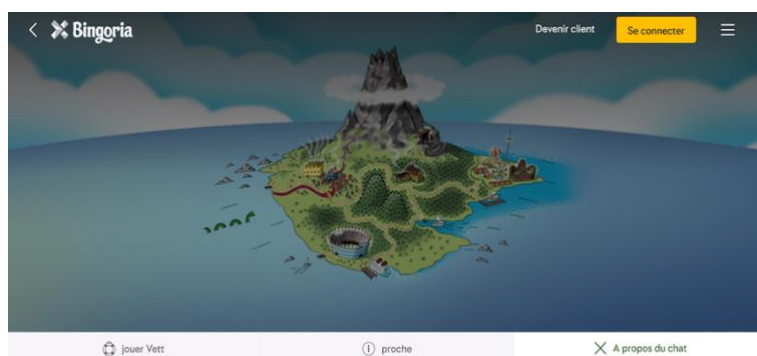 Bingoria
Devenir client
Se connecter
jouer Vett
proche
A propos du chat